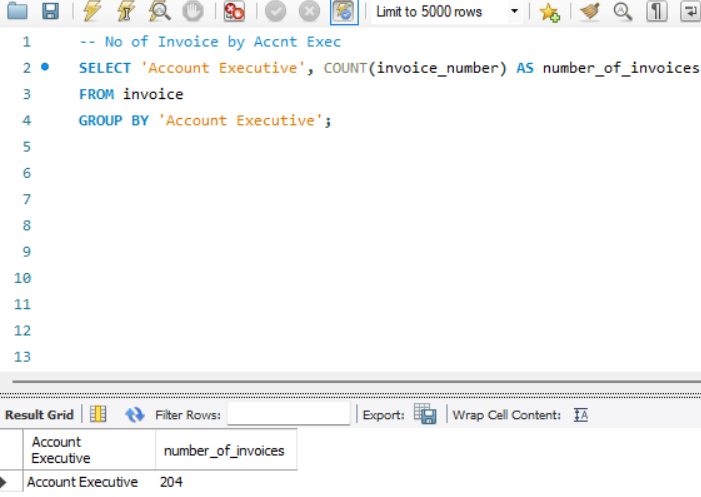 Limit to 5000 rows
1 -- No of Invoice by Accnt Exec
2 SELECT 'Account Executive', COUNT(invoice_number) AS number_of_invoices
3 FROM invoice
4 GROUP BY 'Account Executive';
5
6
7
8
9
10
11
12
13
Result Grid Filter Rows: Export: Wrap Cell Content: IA
Account
Executive number_of_invoices
Account Executive 204